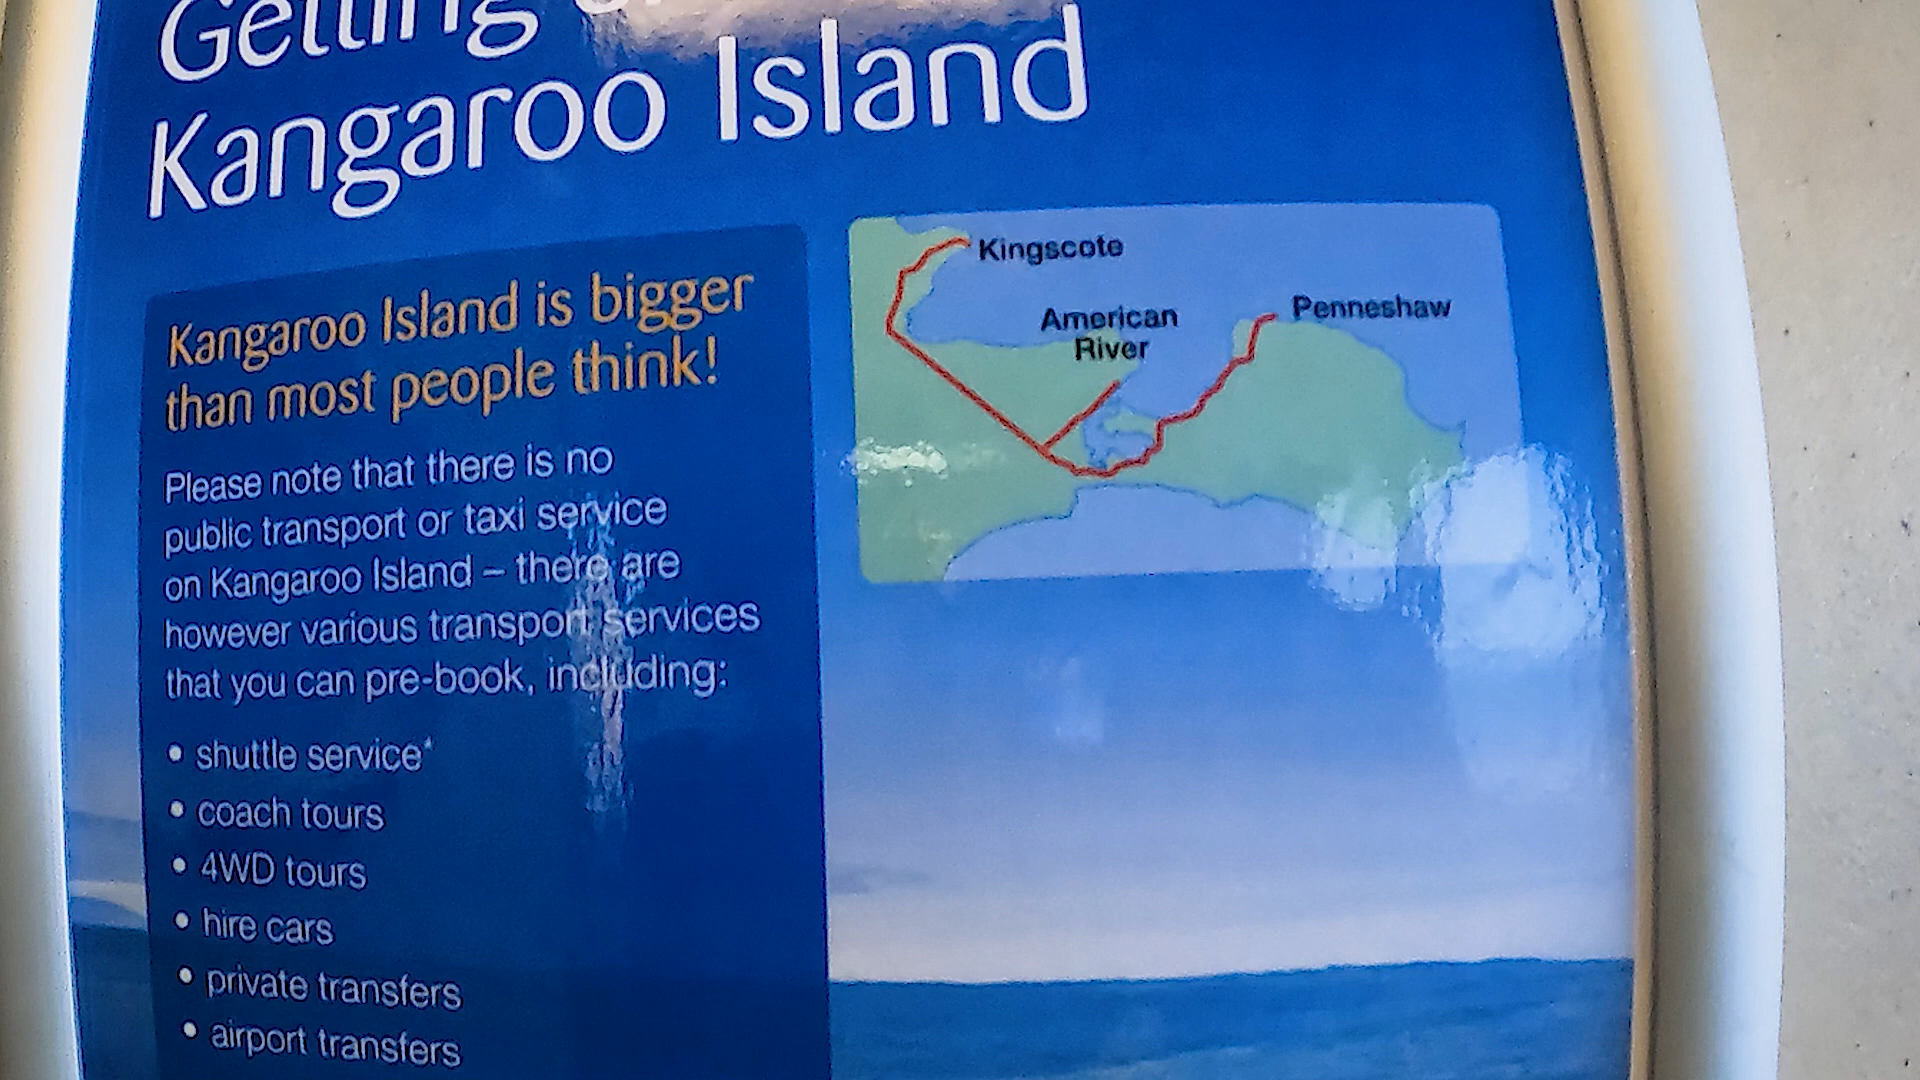 Getting
Kangaroo Island
Kangaroo Island is bigger
than most people think!
Please note that there is no
public transport or taxi service
on Kangaroo Island – there are
however various transport services
that you can pre-book, including:
• shuttle service*
• coach tours
• 4WD tours
• hire cars
• private transfers
• airport transfers
Kingscote
American
River
Penneshaw